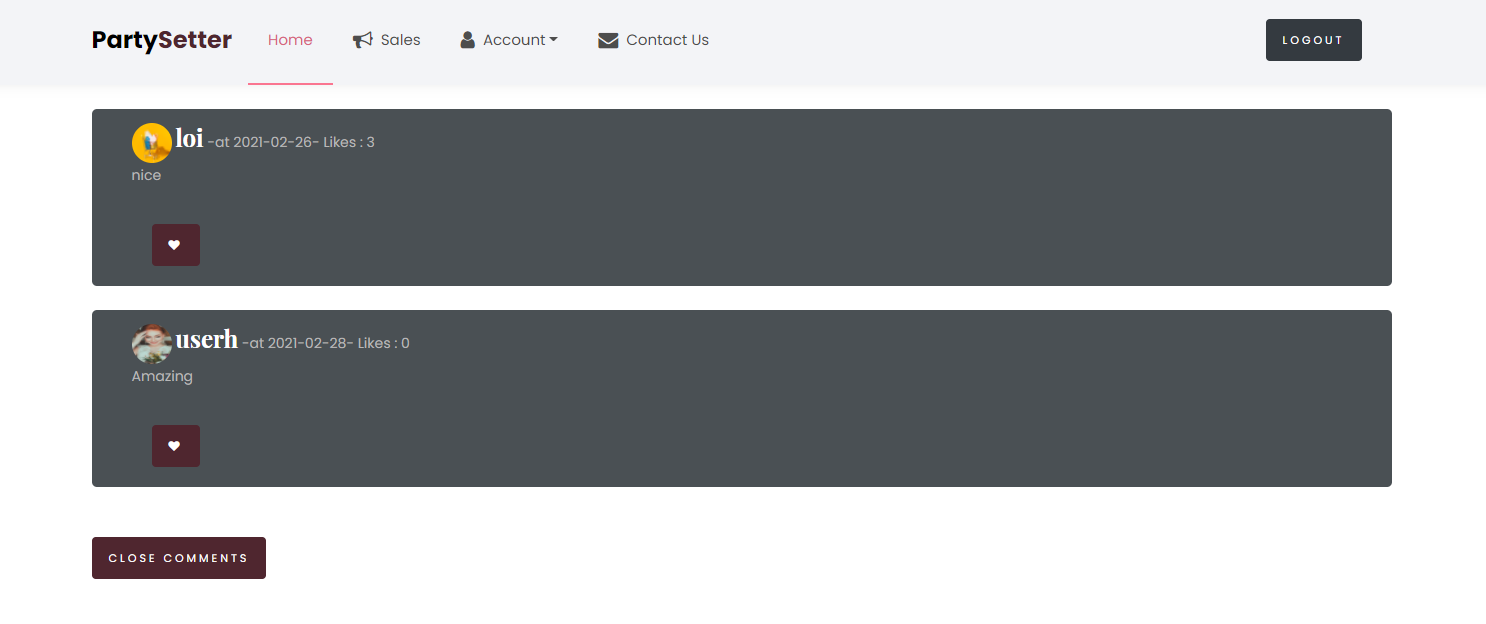 PartySetter Home Sales Account Contact Us LOGOUT
loi -at 2021-02-26- Likes : 3
nice
userh -at 2021-02-28- Likes : 0
Amazing
CLOSE COMMENTS